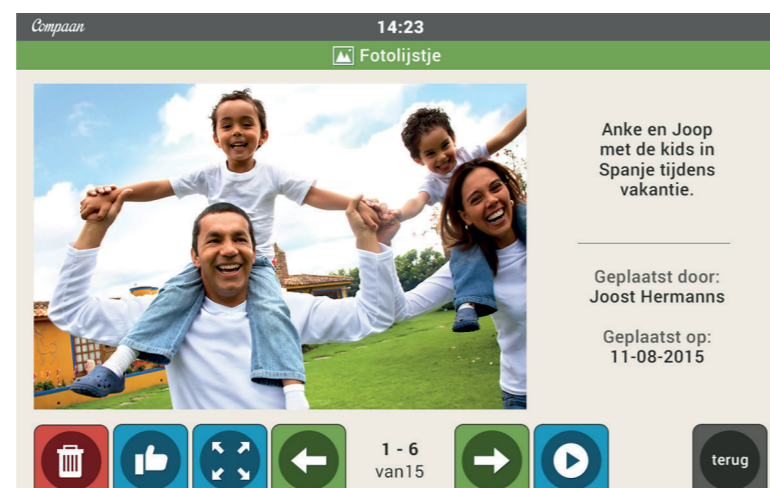 Compaan
14:23
Fotolijstje
Anke en Joop
met de kids in
Spanje tijdens
vakantie.
Geplaatst door:
Joost Hermanns
Geplaatst op:
11-08-2015
1 - 6
van15
terug